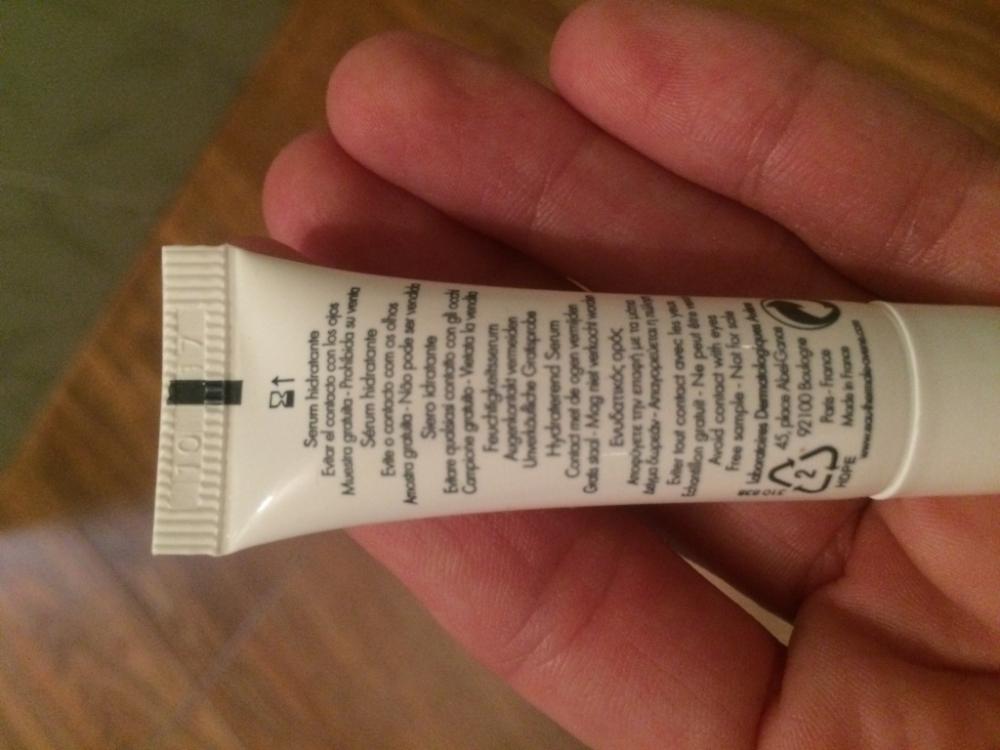 10 17
Serum hidratante
Evitar el contacto con los ojos
Muestra gratuita - Prohibida su venta
Sérum hidratante
Evite o contacto com os olhos
Amostra gratuita - Não pode ser vendida
Siero idratante
Evitare qualsiasi contatto con gli occhi
Campione gratuito - Vietata la vendita
Feuchtigkeitsserum
Augenkontakt vermeiden
Unverkäufliche Gratisprobe
Hydraterend Serum
Contact met de ogen vermijden
Gratis staal - Mag niet verkocht worden
Ενυδατικός ορός
Αποφύγετε την επαφή με τα μάτια
Δείγμα δωρεάν - Απαγορεύεται η πώληση
Eviter tout contact avec les yeux
Echantillon gratuit - Ne peut être
Avoid contact with eyes
Free sample - Not for sale
Laboratoires Dermatologiques Avène
45, place Abel-Gance
92100 Boulogne
Paris - France
Made in France
2
HDPE